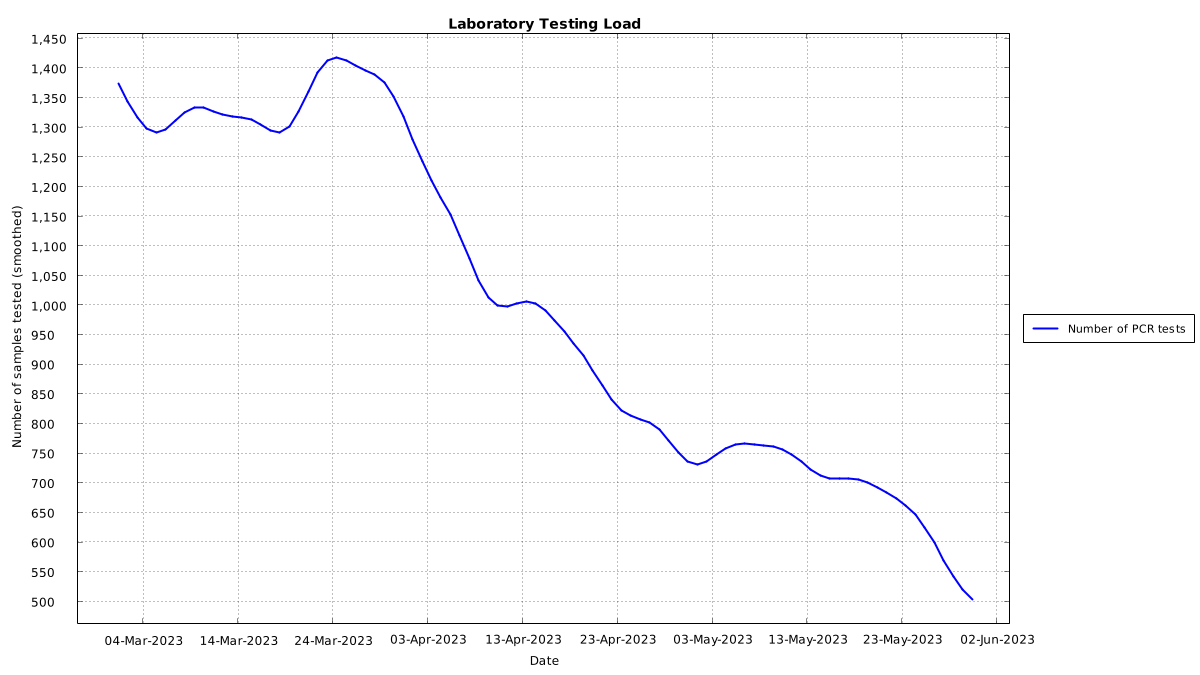 Laboratory Testing Load
1,450
1,400
1,350
1,300
1,250
1,200
1,150
1,100
1,050
1,000
950
900
850
800
750
700
650
600
550
500
Number of samples tested (smoothed)
04-Mar-2023
14-Mar-2023
24-Mar-2023
03-Apr-2023
13-Apr-2023
23-Apr-2023
03-May-2023
13-May-2023
23-May-2023
02-Jun-2023
Date
Number of PCR tests